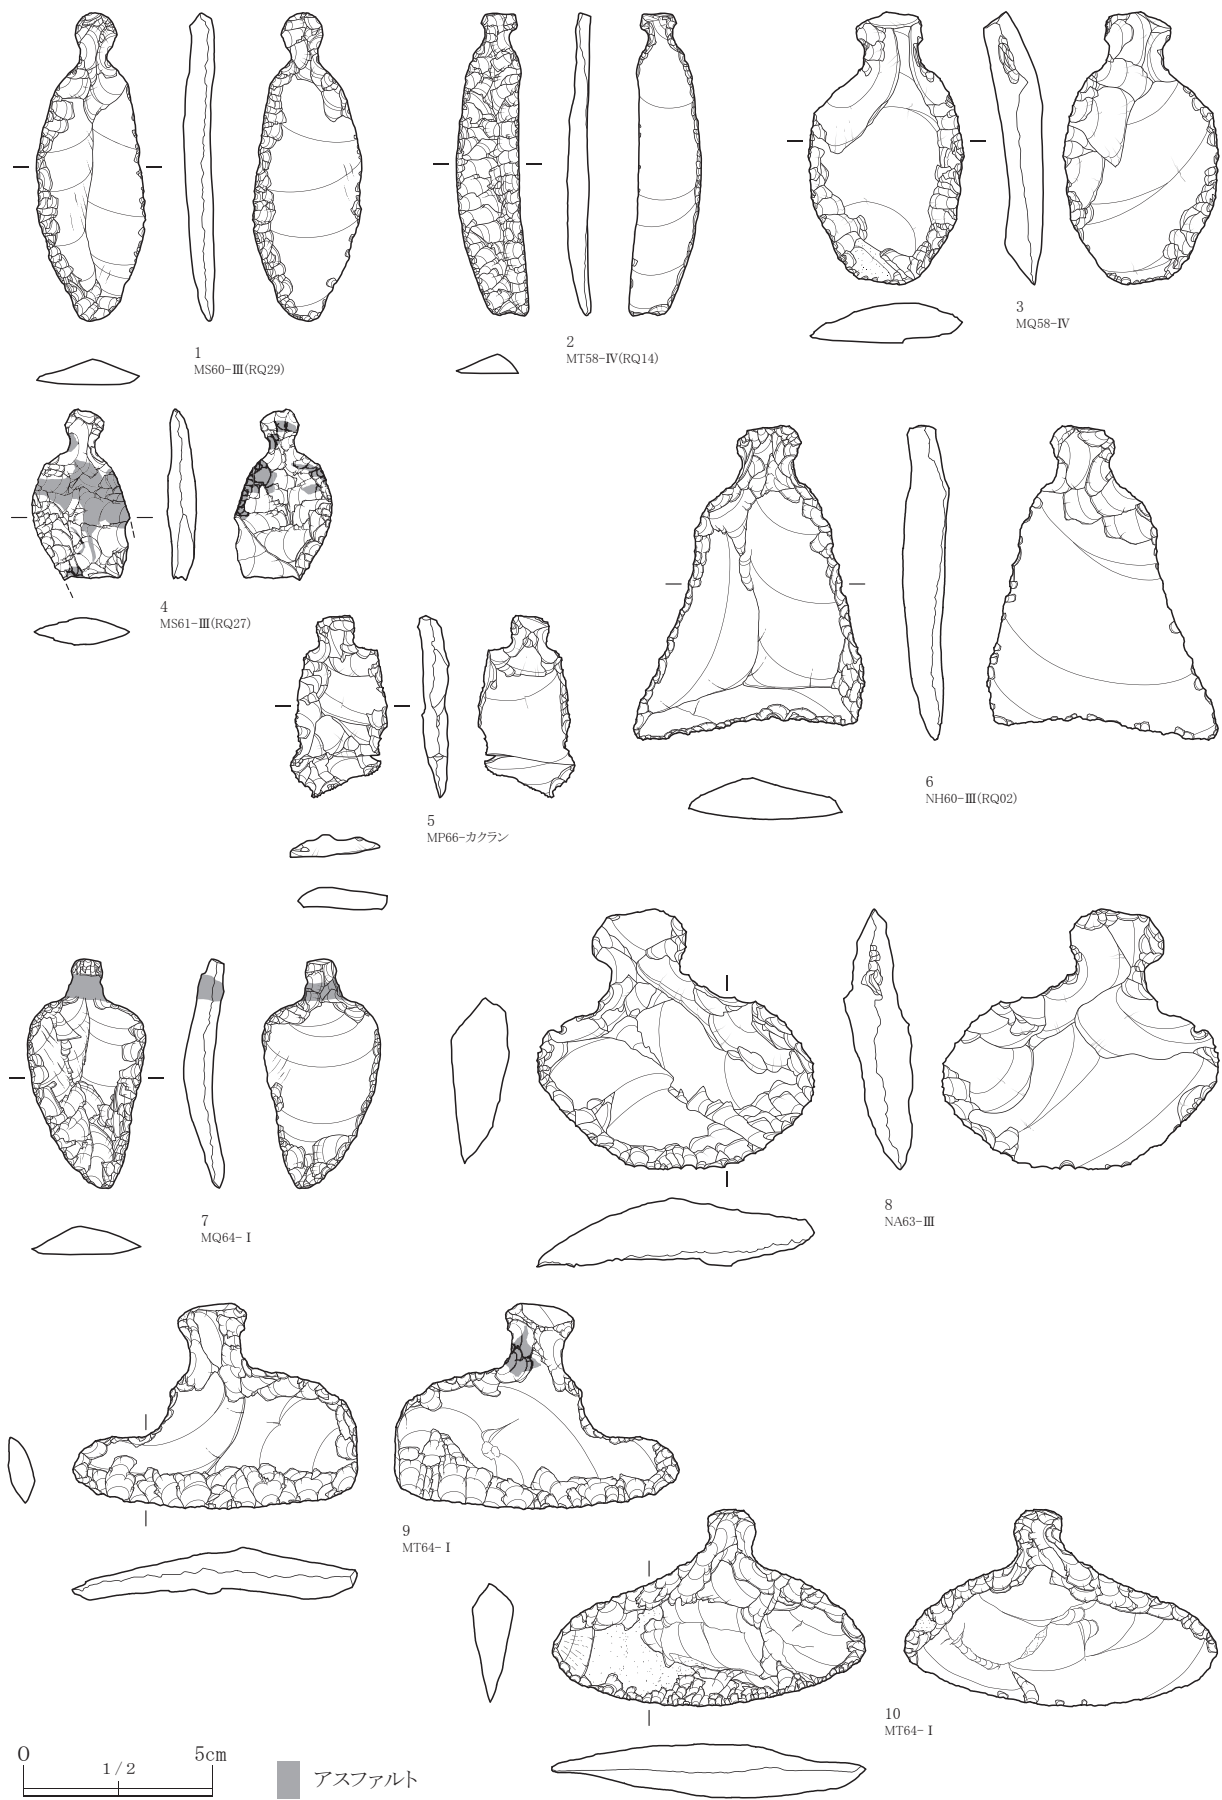 1
MS60-Ⅲ(RQ29)
2
MT58-Ⅳ(RQ14)
3
MQ58-Ⅳ
4
MS61-Ⅲ(RQ27)
5
MP66-カクラン
6
NH60-Ⅲ(RQ02)
7
MQ64-Ⅰ
8
NA63-Ⅲ
9
MT64-Ⅰ
10
MT64-Ⅰ
0 1/2 5cm
アスファルト